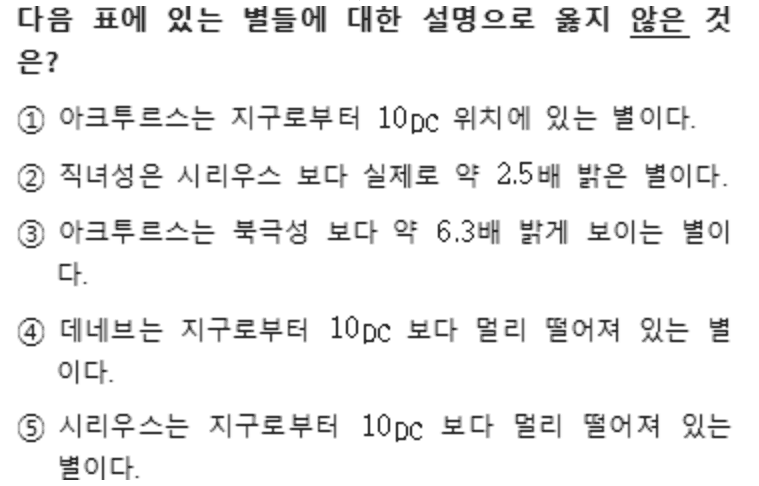 다음 표에 있는 별들에 대한 설명으로 옳지 않은 것
은?
① 아크투르스는 지구로부터 10pc 위치에 있는 별이다.
② 직녀성은 시리우스 보다 실제로 약 2.5배 밝은 별이다.
③ 아크투르스는 북극성 보다 약 6.3배 밝게 보이는 별이
다.
④ 데네브는 지구로부터 10pc 보다 멀리 떨어져 있는 별
이다.
⑤ 시리우스는 지구로부터 10pc 보다 멀리 떨어져 있는
별이다.